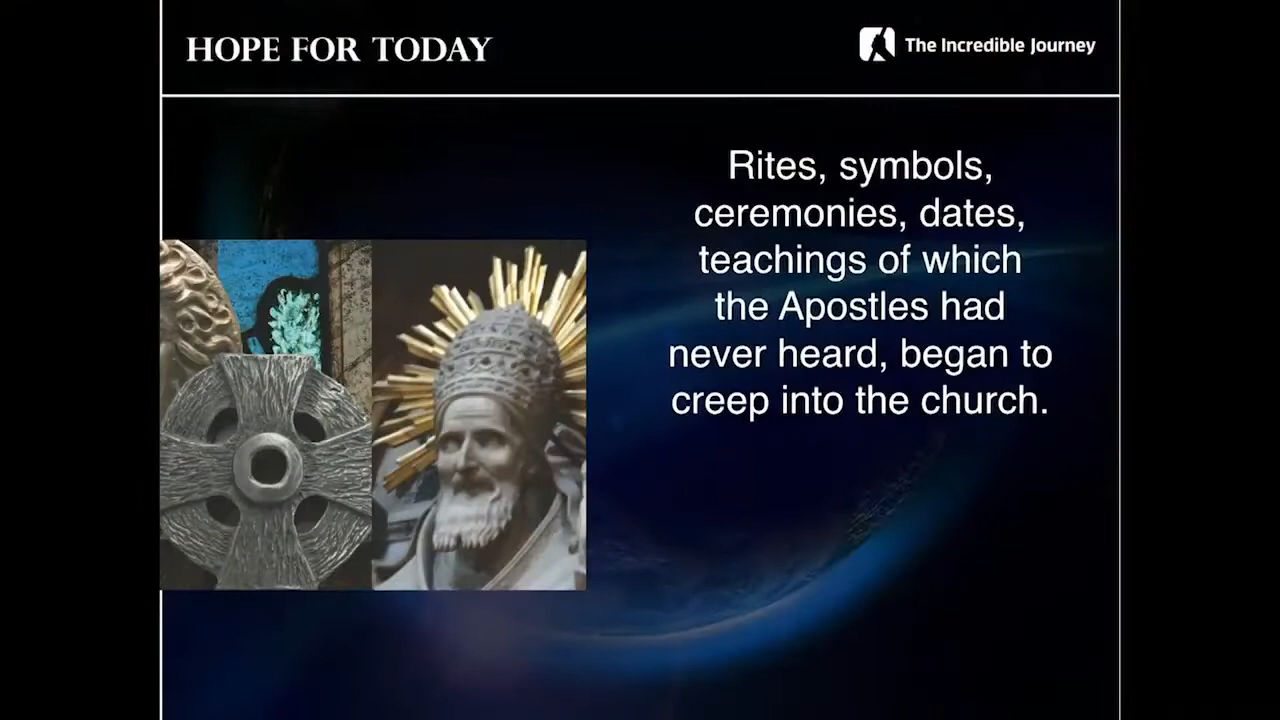 HOPE FOR TODAY
The Incredible Journey
Rites, symbols,
ceremonies, dates,
teachings of which
the Apostles had
never heard, began to
creep into the church.